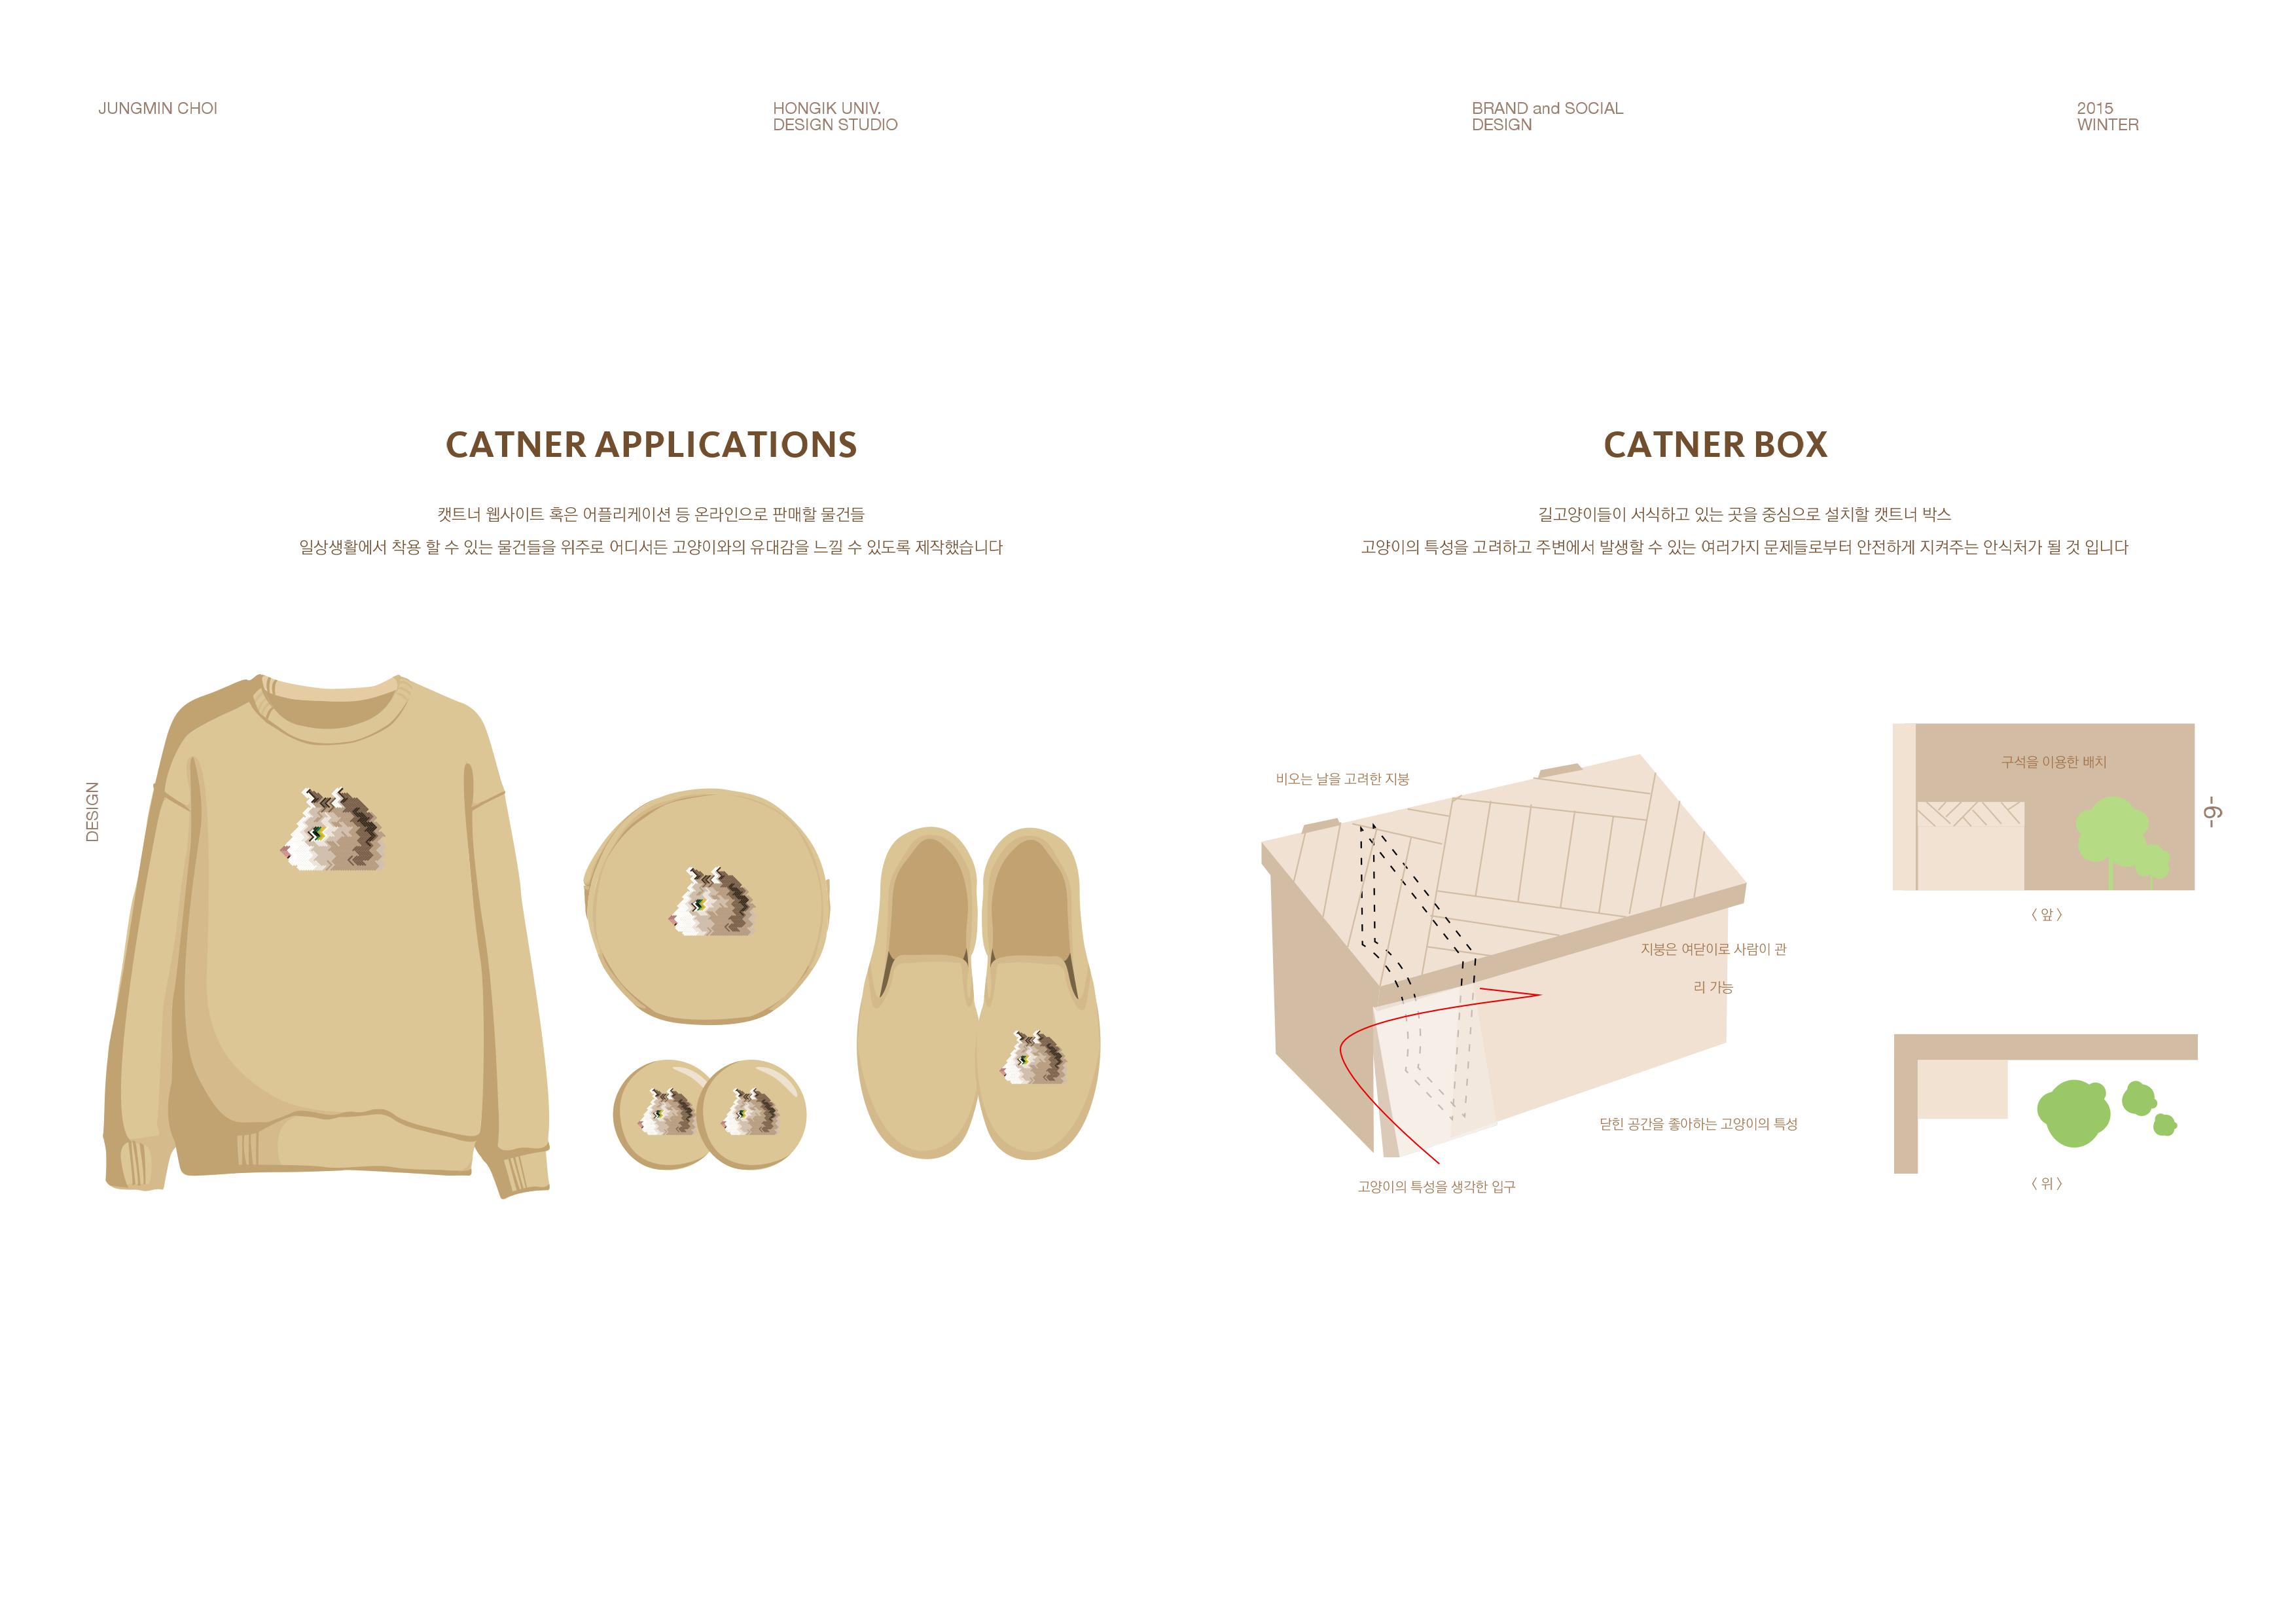 JUNGMIN CHOI
HONGIK UNIV.
DESIGN STUDIO
BRAND and SOCIAL
DESIGN
2015
WINTER
CATNER APPLICATIONS
캣트너 웹사이트 혹은 어플리케이션 등 온라인으로 판매할 물건들
일상생활에서 착용 할 수 있는 물건들을 위주로 어디서든 고양이와의 유대감을 느낄 수 있도록 제작했습니다
CATNER BOX
길고양이들이 서식하고 있는 곳을 중심으로 설치할 캣트너 박스
고양이의 특성을 고려하고 주변에서 발생할 수 있는 여러가지 문제들로부터 안전하게 지켜주는 안식처가 될 것 입니다
DESIGN
비오는 날을 고려한 지붕
지붕은 여닫이로 사람이 관
리 가능
닫힌 공간을 좋아하는 고양이의 특성
고양이의 특성을 생각한 입구
구석을 이용한 배치
〈 앞 〉
〈 위 〉
-9-